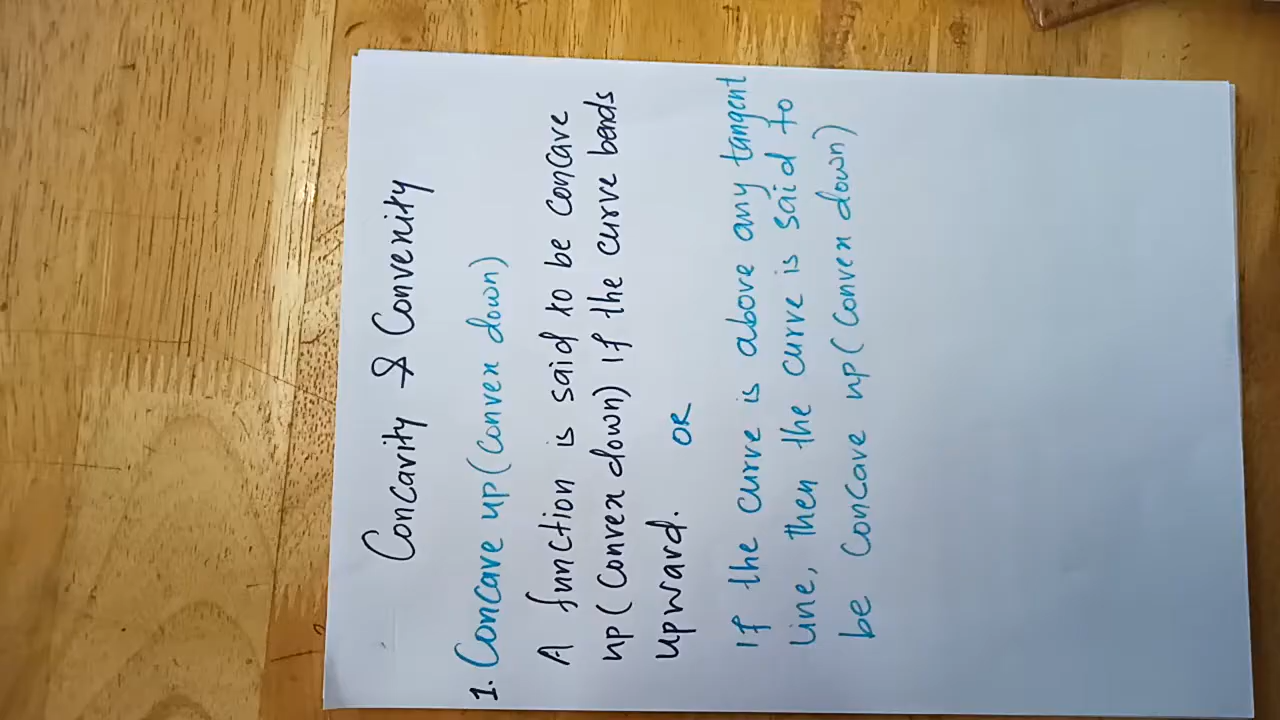 Concavity & Convexity
1. Concave up (Convex down)
A function is said to be concave
up (Convex down) if the curve bends
upward.
OR
If the curve is above any tangent
line, then the curve is said to
be Concave up (Convex down)